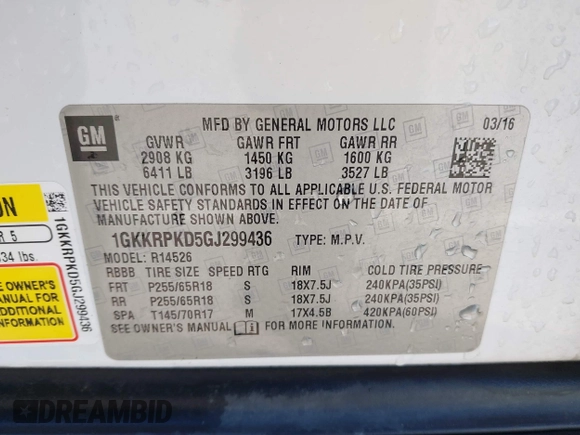 GM
MFD BY GENERAL MOTORS LLC 03/16
GVWR GAWR FRT GAWR RR
2908 KG 1450 KG 1600 KG
6411 LB 3196 LB 3527 LB
THIS VEHICLE CONFORMS TO ALL APPLICABLE U.S. FEDERAL MOTOR
VEHICLE SAFETY STANDARDS IN EFFECT ON THE DATE OF
MANUFACTURE SHOWN ABOVE.
1GKKRPKD5GJ299436 TYPE: M.P.V.
MODEL: R14526
RBBB TIRE SIZE SPEED RTG RIM COLD TIRE PRESSURE
FRT P255/65R18 S 18X7.5J 240KPA(35PSI)
RR P255/65R18 S 18X7.5J 240KPA(35PSI)
SPA T145/70R17 M 17X4.5B 420KPA(60PSI)
SEE OWNER'S MANUAL FOR MORE INFORMATION.
ON
R 5
34 lbs.
EE OWNER'S
ANUAL FOR
ADDITIONAL
INFORMATION
1GKKRPKD5GJ299436
DREAMBID